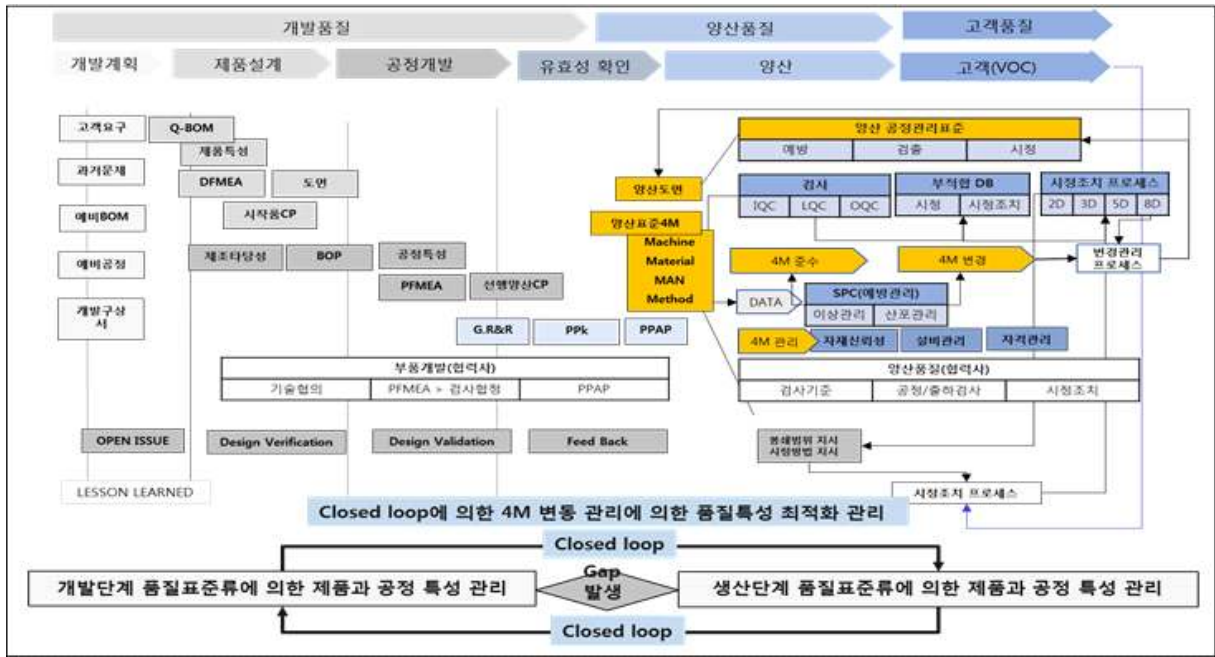 개발품질
양산품질
고객품질
개발계획
제품설계
공정개발
유효성 확인
양산
고객(VOC)
고객요구
Q-BOM
제품특성
과거문제
DFMEA
도면
예비BOM
시작품CP
예비공정
제조타당성
BOP
공정특성
PFMEA
선행양산CP
개발구상
서
G.R&R
PPk
PPAP
부품개발(협력사)
기술협의
PFMEA > 검사협정
PPAP
OPEN ISSUE
Design Verification
Design Validation
Feed Back
LESSON LEARNED
양산 공정관리표준
예방
검출
시정
양산도면
검사
IQC
LQC
OQC
부적합 DB
시정
시정조치
시정조치 프로세스
2D
3D
5D
8D
양산표준4M
Machine
Material
MAN
Method
4M 준수
4M 변경
변경관리
프로세스
DATA
SPC(예방관리)
이상관리
산포관리
4M 관리
자재신뢰성
설비관리
자격관리
양산품질(협력사)
검사기준
공정/출하검사
시정조치
봉쇄범위 지시
시정방법 지시
시정조치 프로세스
Closed loop에 의한 4M 변동 관리에 의한 품질특성 최적화 관리
Closed loop
개발단계 품질표준류에 의한 제품과 공정 특성 관리
Gap
발생
생산단계 품질표준류에 의한 제품과 공정 특성 관리
Closed loop